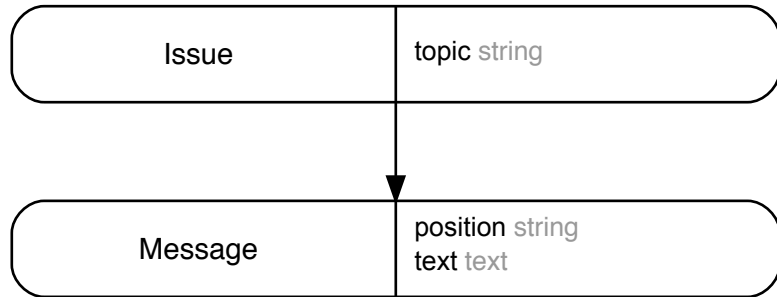 Issue
topic string
Message
position string
text text